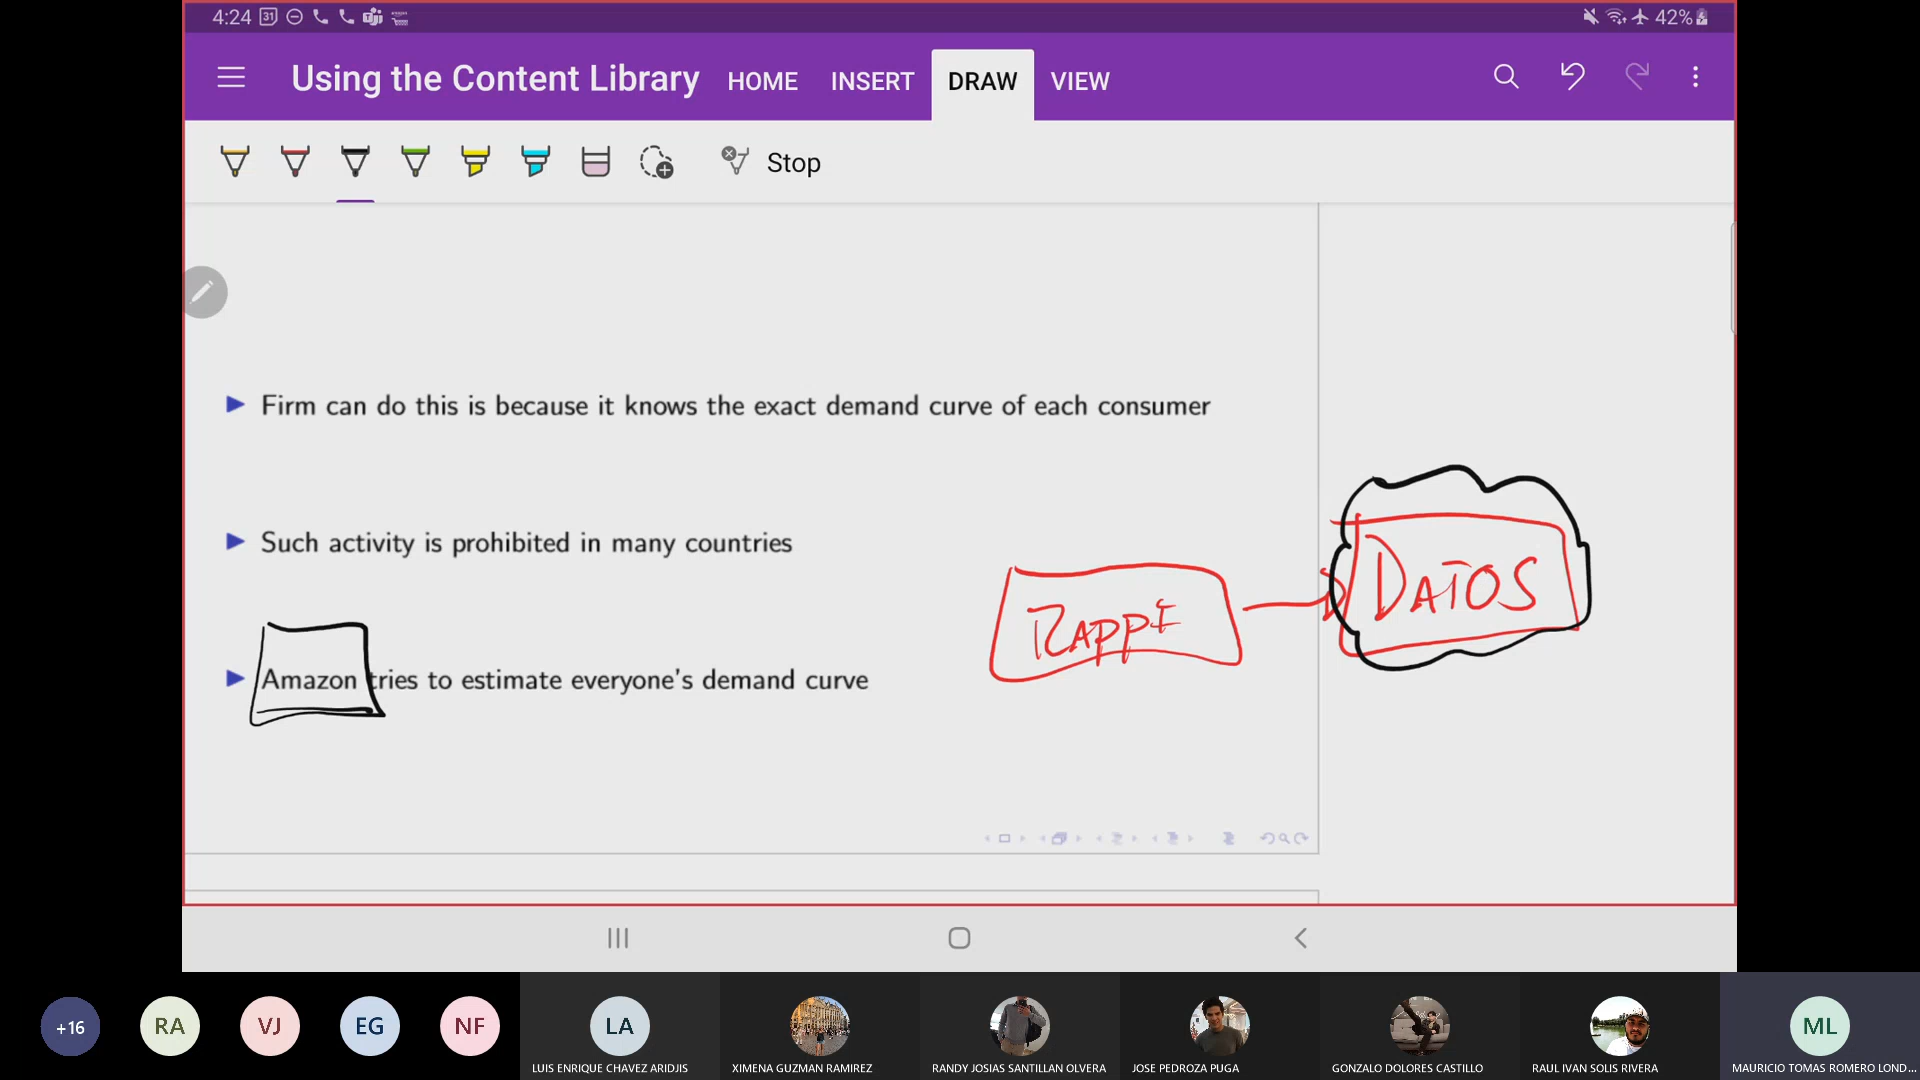 4:24 31 42%
Using the Content Library HOME INSERT DRAW VIEW
Stop
Firm can do this is because it knows the exact demand curve of each consumer
Such activity is prohibited in many countries
Amazon tries to estimate everyone's demand curve
RAPPI
DATOS
+16 RA VJ EG NF LA ML
LUIS ENRIQUE CHAVEZ ARIDJIS XIMENA GUZMAN RAMIREZ RANDY JOSIAS SANTILLAN OLVERA JOSE PEDROZA PUGA GONZALO DOLORES CASTILLO RAUL IVAN SOLIS RIVERA MAURICIO TOMAS ROMERO LOND...